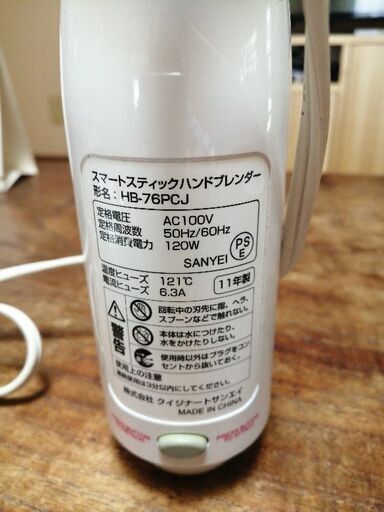 スマートスティックハンドブレンダー
形名：HB-76PCJ
定格電圧 AC100V
定格周波数 50Hz/60Hz
定格消費電力 120W
PSE
SANYEI
温度ヒューズ 121℃
電流ヒューズ 6.3A
11年製
警告
回転中の刃先に指、ヘラ、
スプーンなどで触れない。
本体は水につけたり、
水をかけたりしない。
使用時以外はプラグをコン
セントから抜いておく。
使用上の注意
連続使用は3分以内にしてください。
株式会社 クイジナートサンエイ
MADE IN CHINA